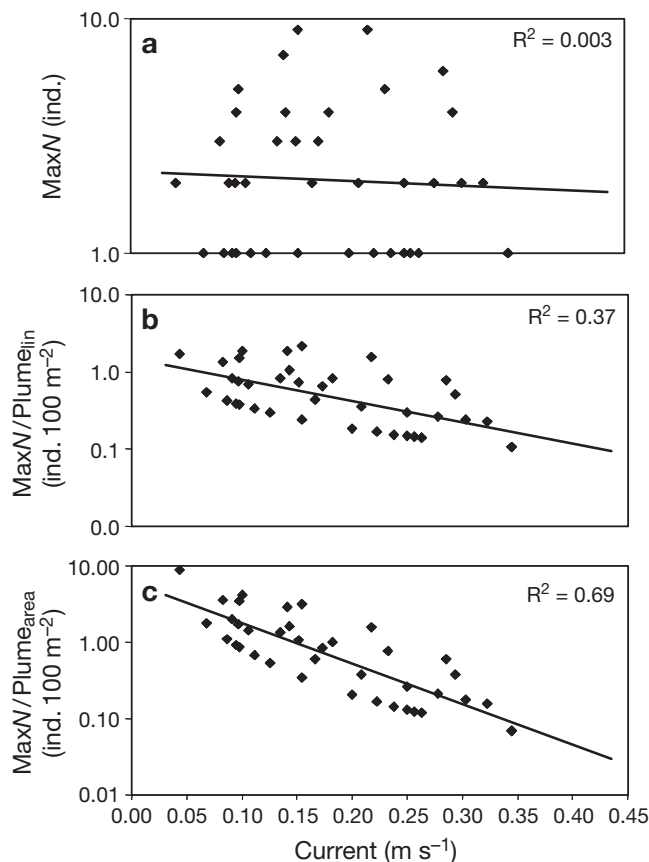 10.0
a
R² = 0.003
MaxN (ind.)
1.0
10.0
b
R² = 0.37
1.0
MaxN/Plume_lin
(ind. 100 m⁻²)
0.1
0.0
10.00
c
R² = 0.69
1.00
MaxN/Plume_area
(ind. 100 m⁻²)
0.10
0.01
0.00 0.05 0.10 0.15 0.20 0.25 0.30 0.35 0.40 0.45
Current (m s⁻¹)